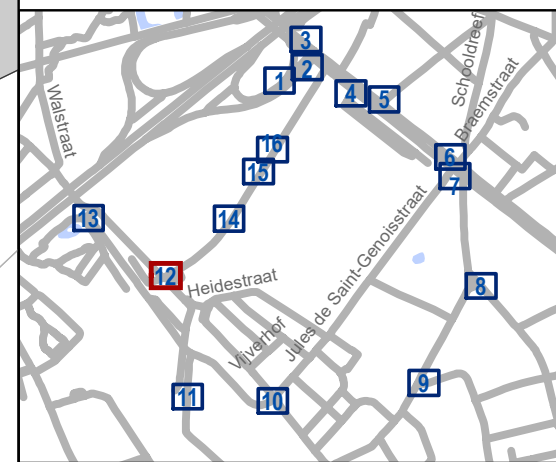 3
2
1
4
5
Schooldreef
Braemstraat
Walstraat
16
15
6
7
13
14
12
Heidestraat
Jules de Saint-Genoisstraat
8
Vijverhof
9
11
10